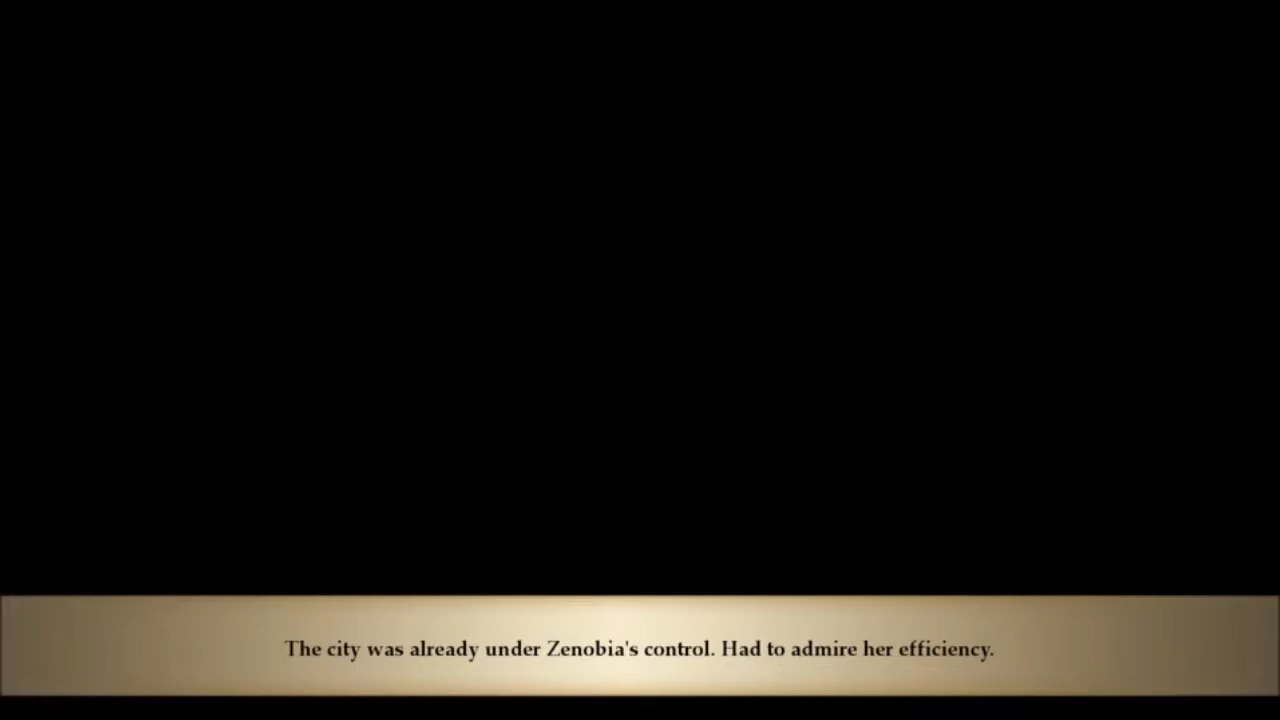 The city was already under Zenobia's control. Had to admire her efficiency.